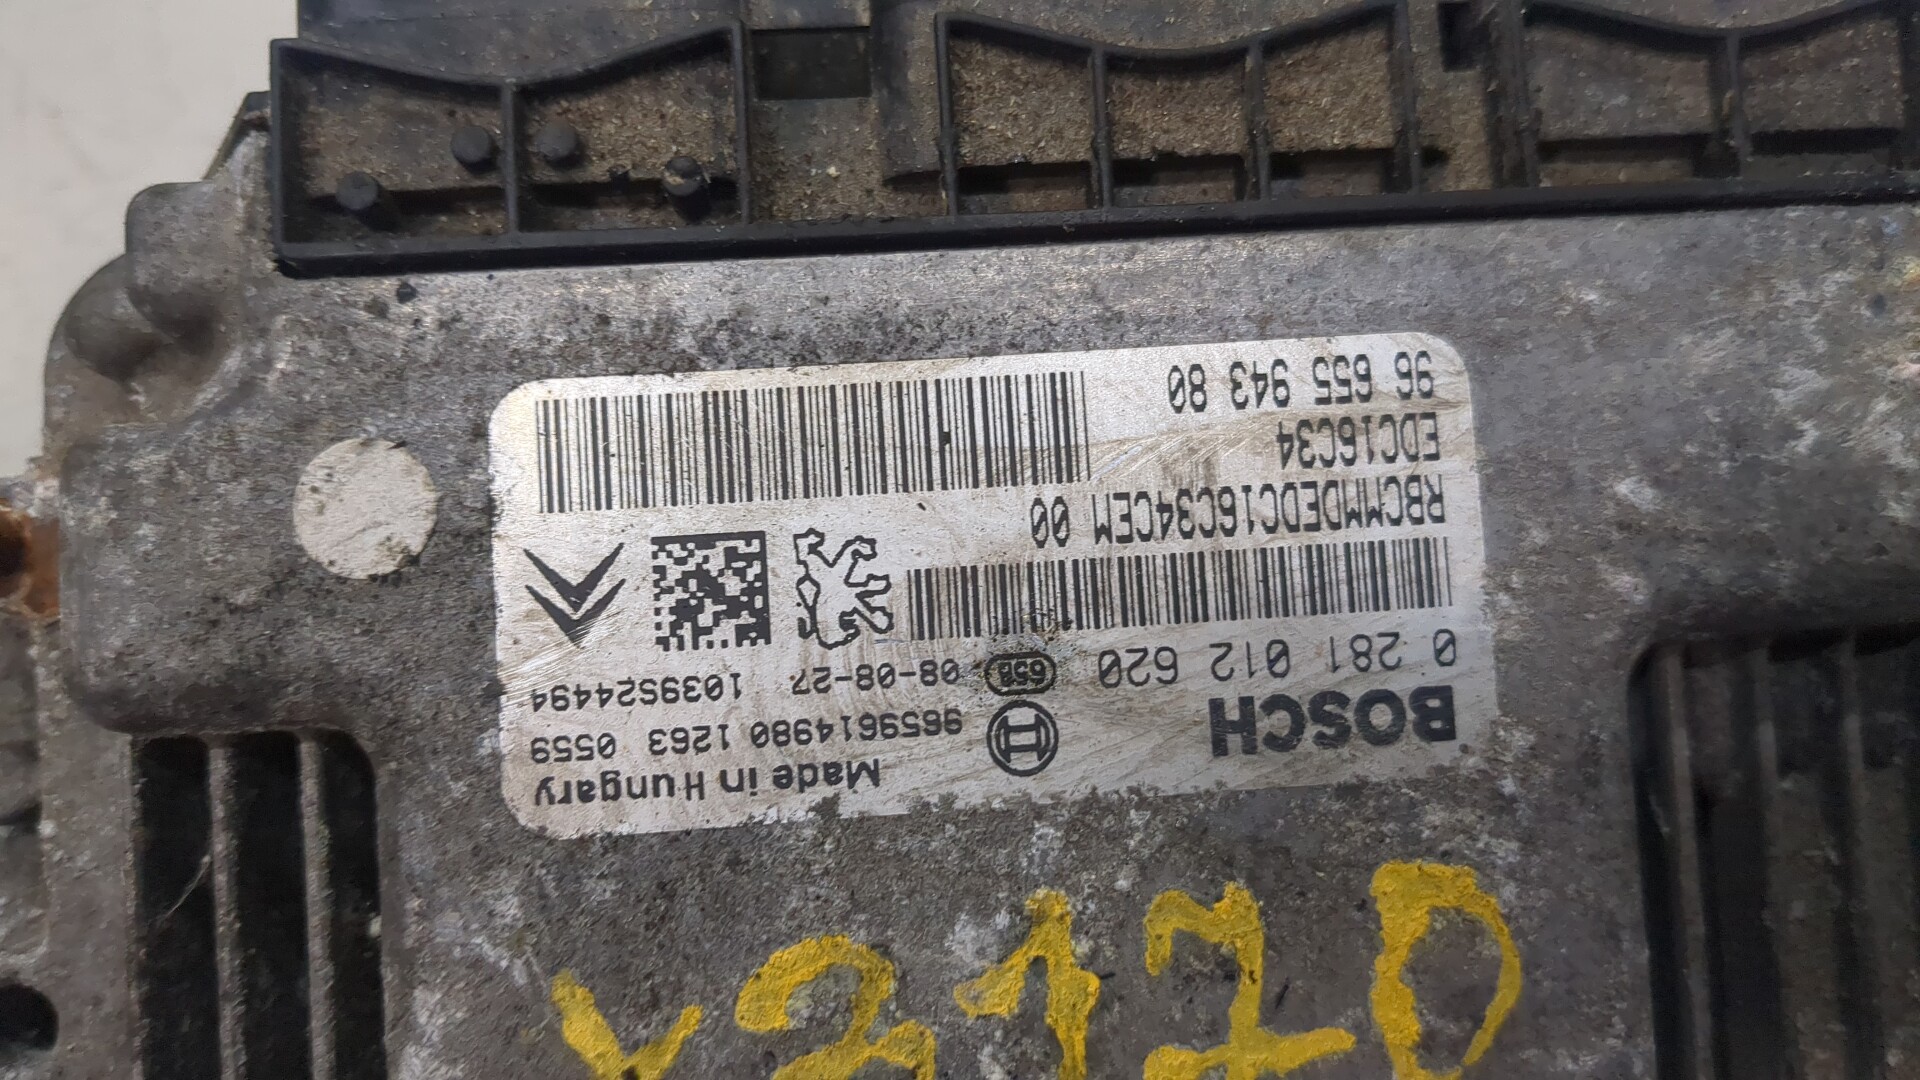 Made in Hungary
BOSCH 9659614980 1263 0559
0 281 012 620 65B 08-08-27 1039S24494
RBCMMDEDC16C34CEM 00
EDC16C34
96 655 943 80